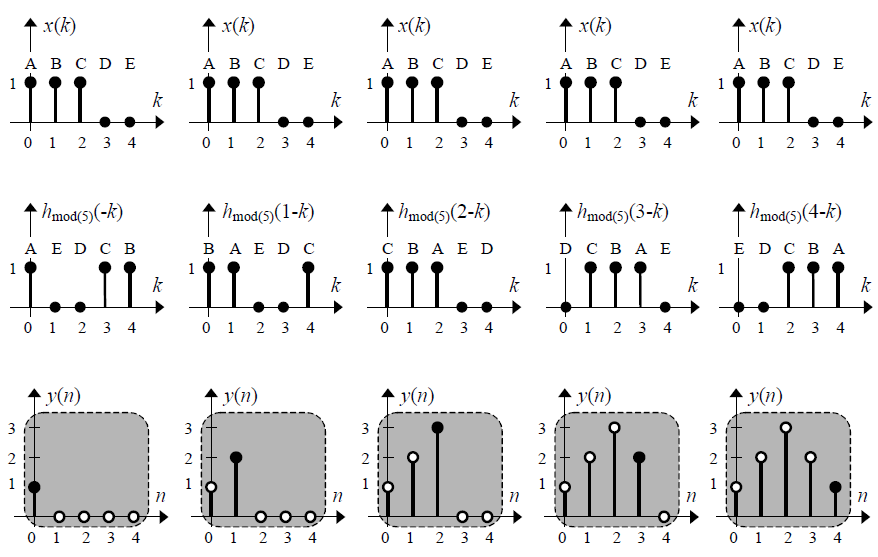 x(k) x(k) x(k) x(k) x(k)
A B C D E A B C D E A B C D E A B C D E A B C D E
1 1 1 1 1
k k k k k
0 1 2 3 4 0 1 2 3 4 0 1 2 3 4 0 1 2 3 4 0 1 2 3 4
hmod(5)(-k) hmod(5)(1-k) hmod(5)(2-k) hmod(5)(3-k) hmod(5)(4-k)
A E D C B B A E D C C B A E D D C B A E E D C B A
1 1 1 1 1
k k k k k
0 1 2 3 4 0 1 2 3 4 0 1 2 3 4 0 1 2 3 4 0 1 2 3 4
y(n) y(n) y(n) y(n) y(n)
3 3 3 3 3
2 2 2 2 2
1 1 1 1 1
n n n n n
0 1 2 3 4 0 1 2 3 4 0 1 2 3 4 0 1 2 3 4 0 1 2 3 4